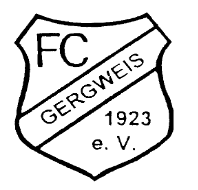 FC
GERGWEIS
1923
e. V.